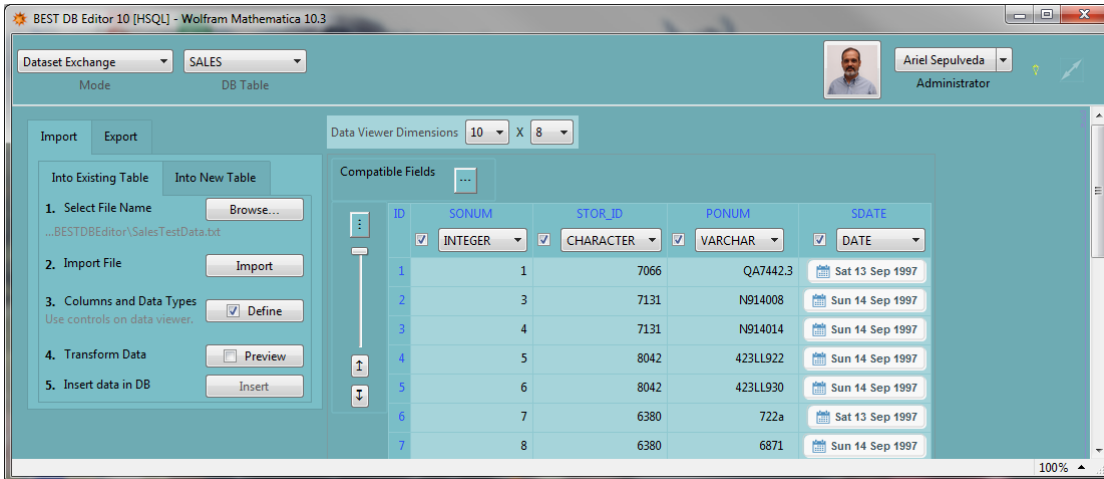 BEST DB Editor 10 [HSQL] - Wolfram Mathematica 10.3
Dataset Exchange SALES Ariel Sepulveda
Mode DB Table Administrator
Import Export
Data Viewer Dimensions 10 X 8
Into Existing Table Into New Table
Compatible Fields ...
1. Select File Name Browse...
...BESTDBEditor\SalesTestData.txt
2. Import File Import
3. Columns and Data Types Define
Use controls on data viewer.
4. Transform Data Preview
5. Insert data in DB Insert
ID SONUM STOR_ID PONUM SDATE
INTEGER CHARACTER VARCHAR DATE
1 1 7066 QA7442.3 Sat 13 Sep 1997
2 3 7131 N914008 Sun 14 Sep 1997
3 4 7131 N914014 Sun 14 Sep 1997
4 5 8042 423LL922 Sun 14 Sep 1997
5 6 8042 423LL930 Sun 14 Sep 1997
6 7 6380 722a Sat 13 Sep 1997
7 8 6380 6871 Sun 14 Sep 1997
100%